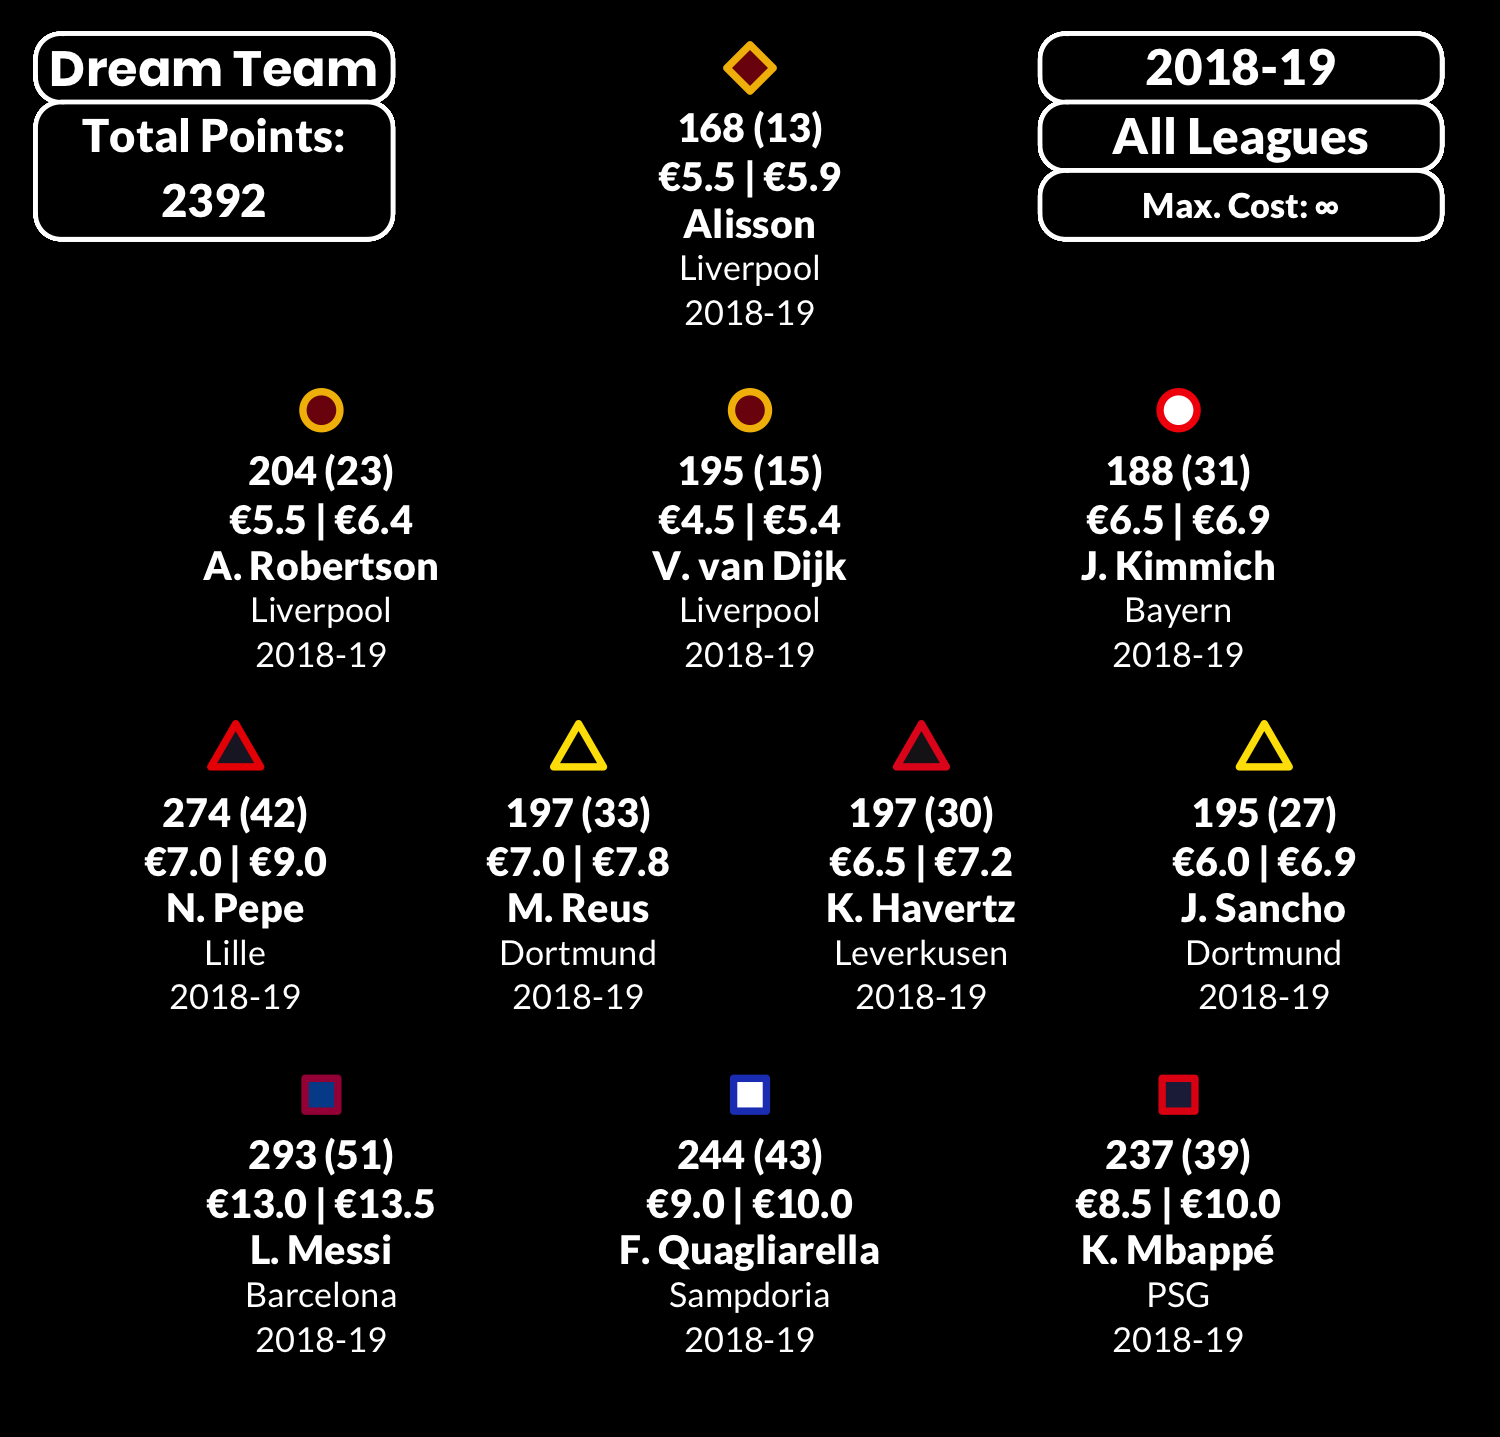 Dream Team
Total Points:
2392
2018-19
All Leagues
Max. Cost: ∞
168 (13)
€5.5 | €5.9
Alisson
Liverpool
2018-19
204 (23)
€5.5 | €6.4
A. Robertson
Liverpool
2018-19
195 (15)
€4.5 | €5.4
V. van Dijk
Liverpool
2018-19
188 (31)
€6.5 | €6.9
J. Kimmich
Bayern
2018-19
274 (42)
€7.0 | €9.0
N. Pepe
Lille
2018-19
197 (33)
€7.0 | €7.8
M. Reus
Dortmund
2018-19
197 (30)
€6.5 | €7.2
K. Havertz
Leverkusen
2018-19
195 (27)
€6.0 | €6.9
J. Sancho
Dortmund
2018-19
293 (51)
€13.0 | €13.5
L. Messi
Barcelona
2018-19
244 (43)
€9.0 | €10.0
F. Quagliarella
Sampdoria
2018-19
237 (39)
€8.5 | €10.0
K. Mbappé
PSG
2018-19